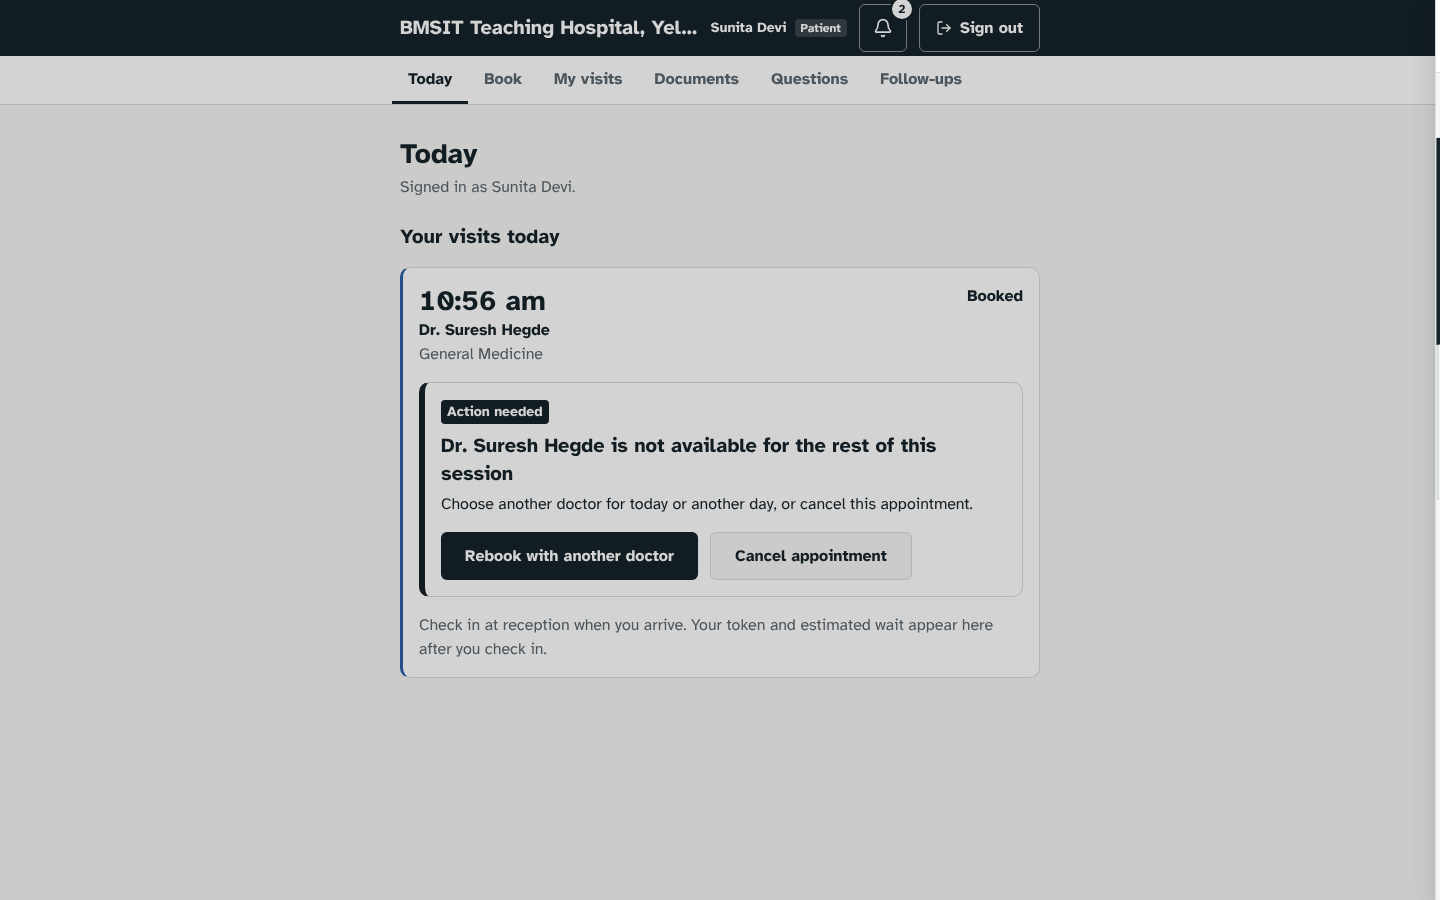 BMSIT Teaching Hospital, Yel...
Sunita Devi
Patient
2
Sign out
Today
Book
My visits
Documents
Questions
Follow-ups
Today
Signed in as Sunita Devi.
Your visits today
10:56 am
Booked
Dr. Suresh Hegde
General Medicine
Action needed
Dr. Suresh Hegde is not available for the rest of this
session
Choose another doctor for today or another day, or cancel this appointment.
Rebook with another doctor
Cancel appointment
Check in at reception when you arrive. Your token and estimated wait appear here
after you check in.